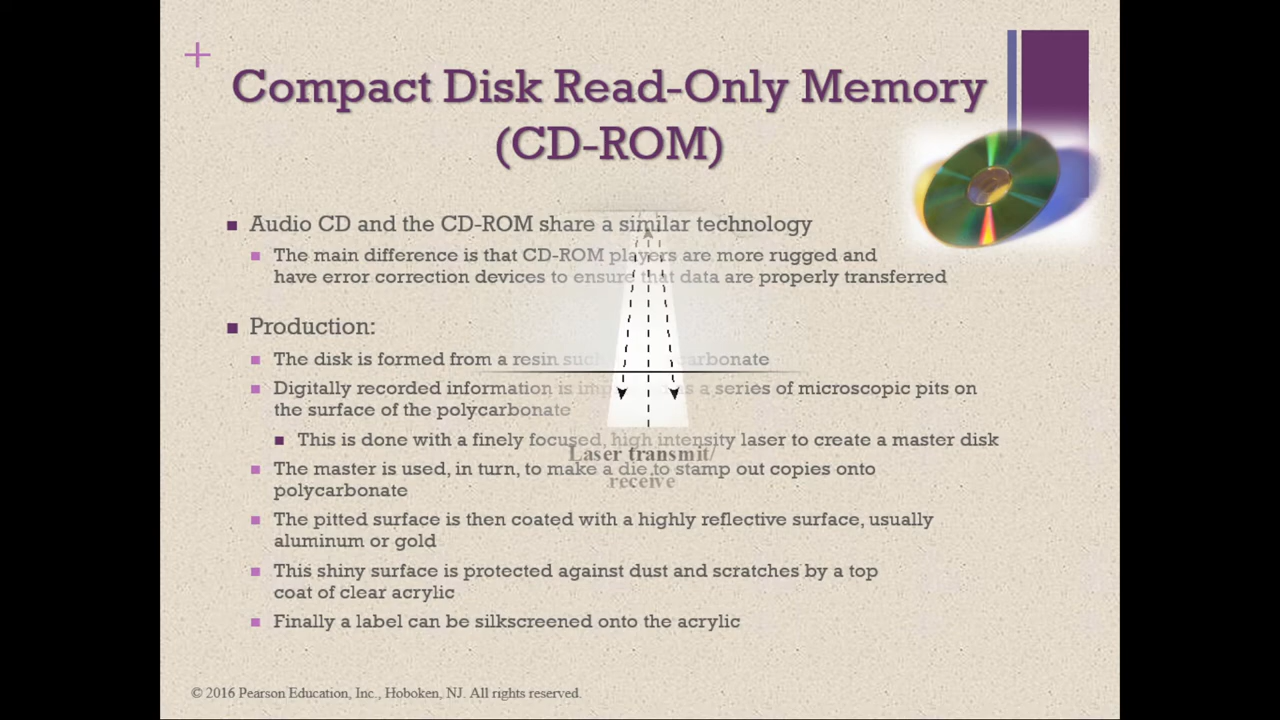 Compact Disk Read-Only Memory
(CD-ROM)
Audio CD and the CD-ROM share a similar technology
The main difference is that CD-ROM players are more rugged and
have error correction devices to ensure that data are properly transferred
Production:
The disk is formed from a resin such carbonate
Digitally recorded information is a series of microscopic pits on
the surface of the polycarbonate
This is done with a finely focused, high intensity laser to create a master disk
Laser transmit/
The master is used, in turn, to make a die to stamp out copies onto
receive
polycarbonate
The pitted surface is then coated with a highly reflective surface, usually
aluminum or gold
This shiny surface is protected against dust and scratches by a top
coat of clear acrylic
Finally a label can be silkscreened onto the acrylic
© 2016 Pearson Education, Inc., Hoboken, NJ. All rights reserved.